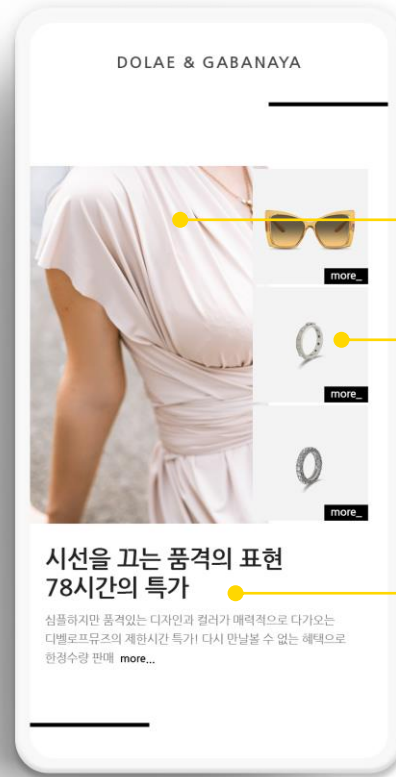 DOLAE & GABANAYA
more_
more_
more_
시선을 끄는 품격의 표현
78시간의 특가
심플하지만 품격있는 디자인과 컬러가 매력적으로 다가오는
디벨로프뮤즈의 제한시간 특가! 다시 만날볼 수 없는 혜택으로
한정수량 판매 more...